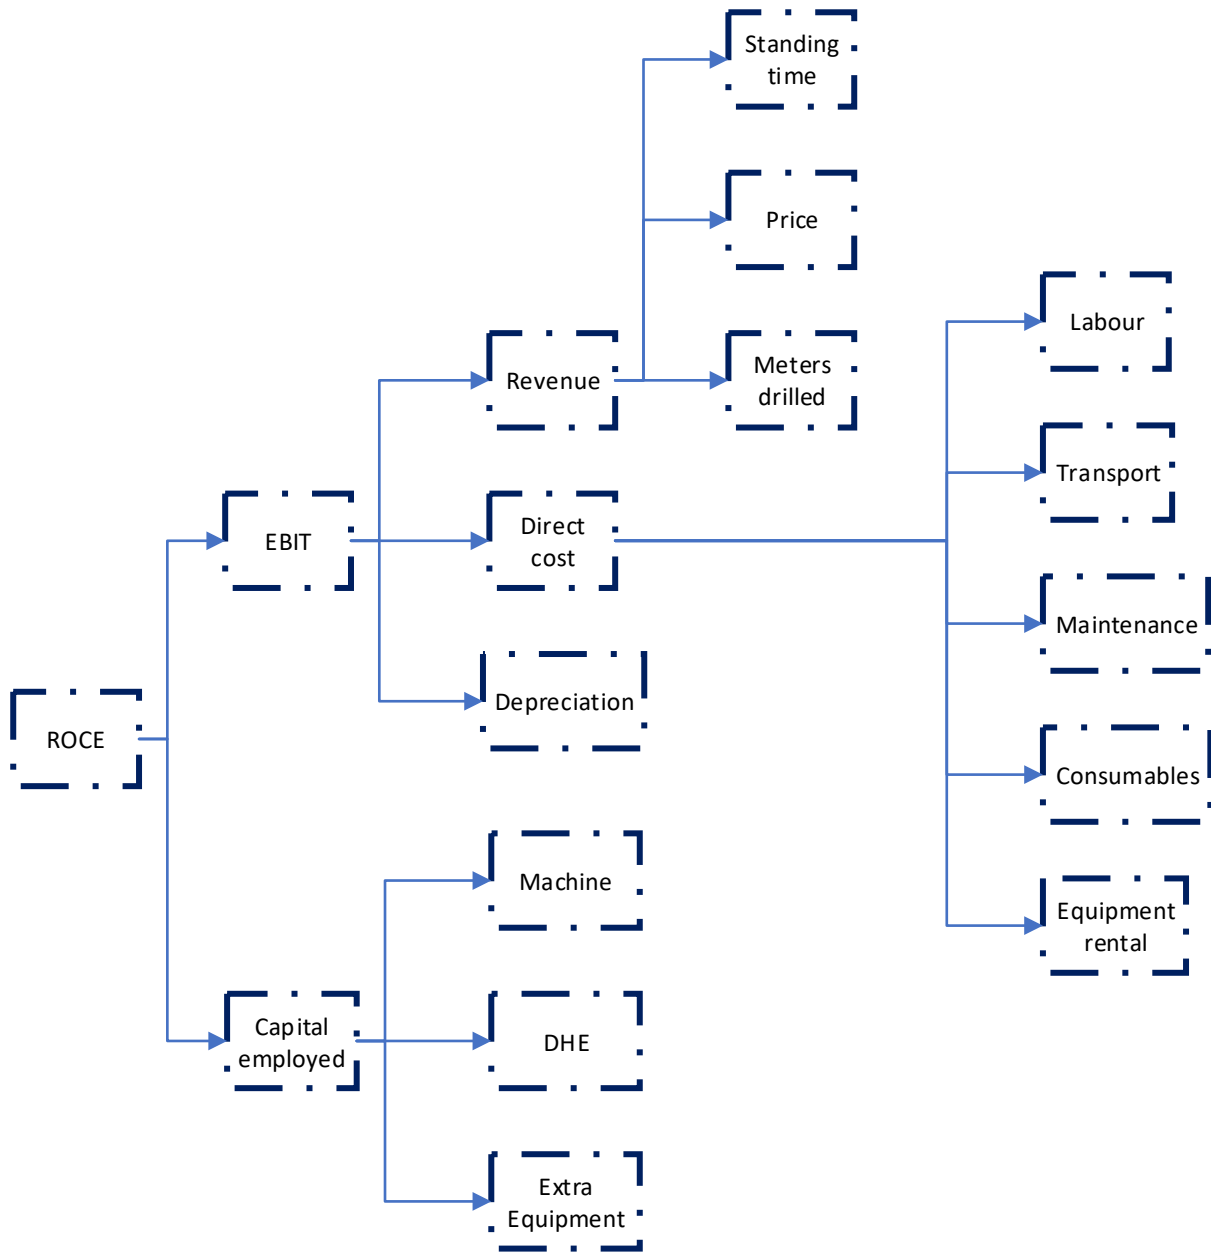 Standing
time
Price
Labour
Revenue
Meters
drilled
Transport
EBIT
Direct
cost
Maintenance
Depreciation
ROCE
Consumables
Machine
Equipment
rental
Capital
employed
DHE
Extra
Equipment